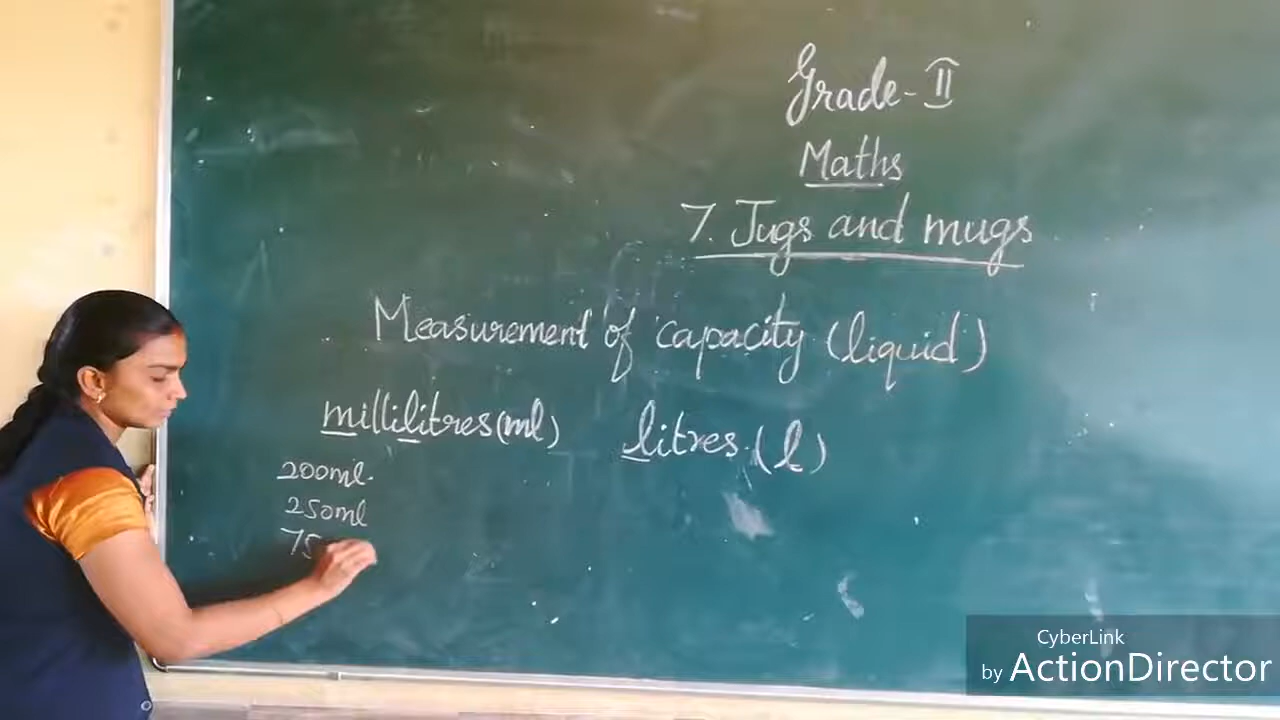 Grade - II
Maths
7. Jugs and mugs
Measurement of capacity (liquid)
millilitres (ml) litres. (l)
200ml.
250ml
75
CyberLink
by ActionDirector